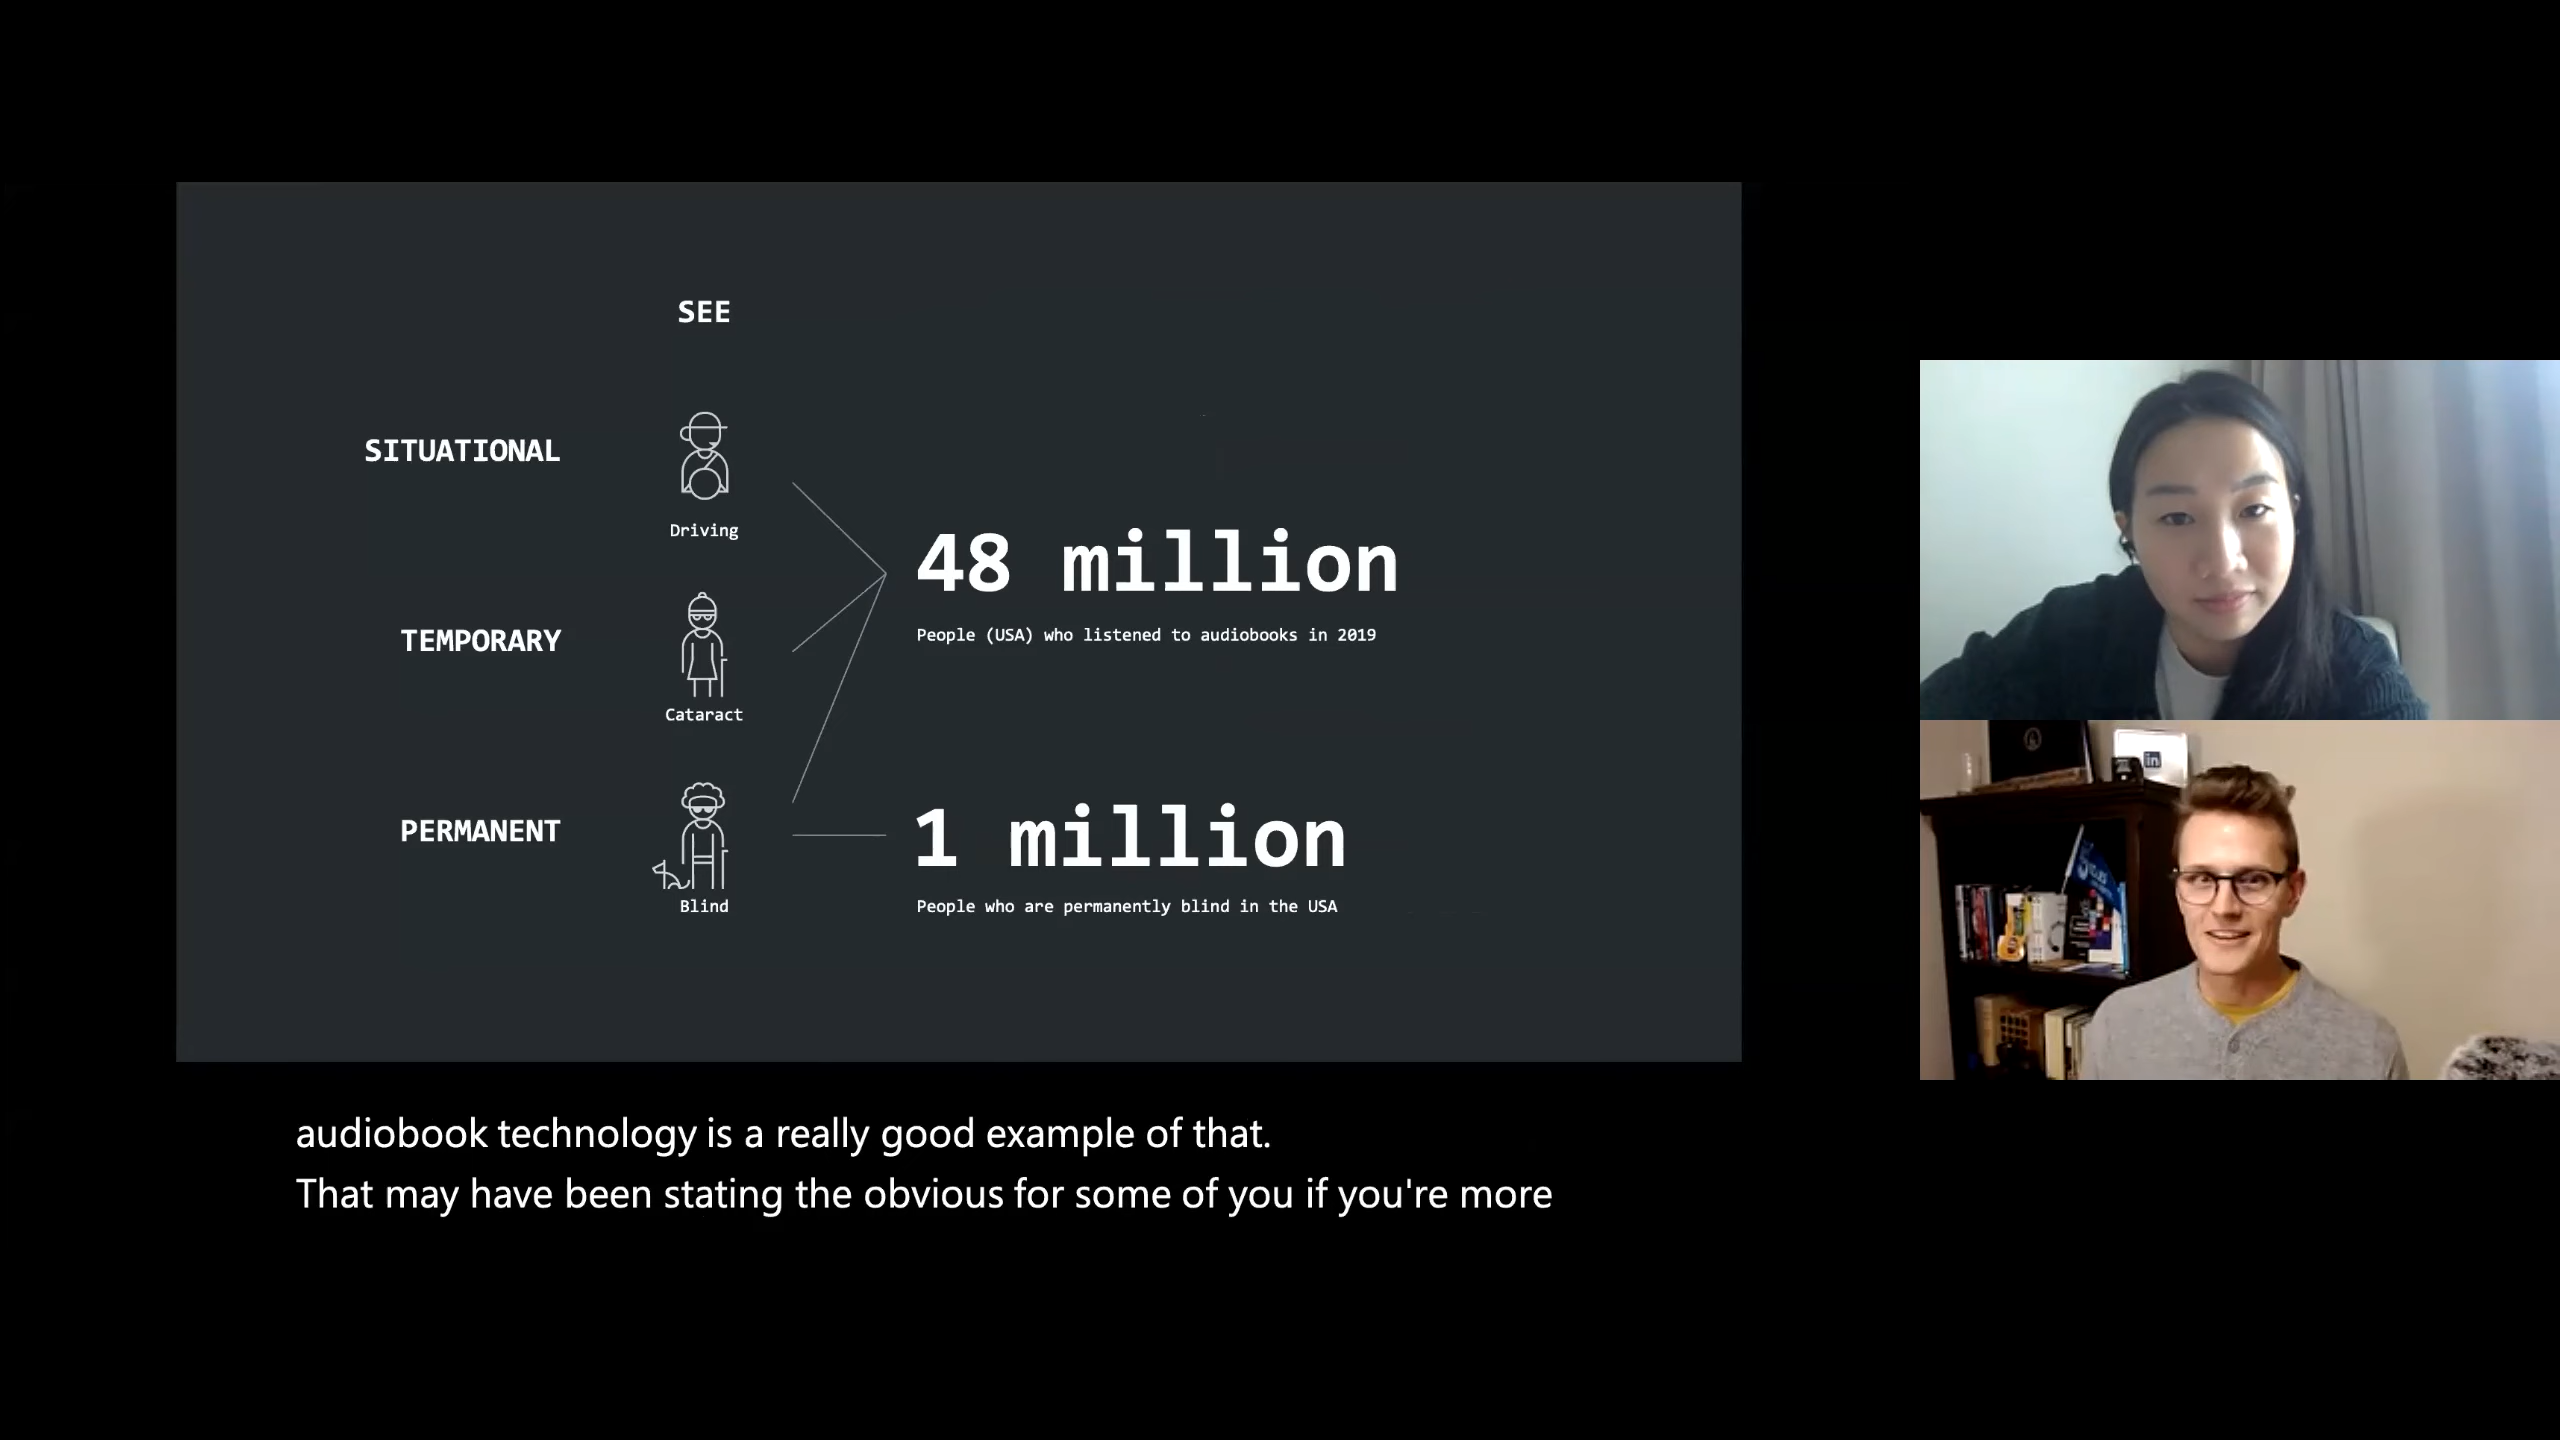 SEE
SITUATIONAL
Driving
48 million
People (USA) who listened to audiobooks in 2019
TEMPORARY
Cataract
PERMANENT
Blind
1 million
People who are permanently blind in the USA
in
audiobook technology is a really good example of that.
That may have been stating the obvious for some of you if you're more